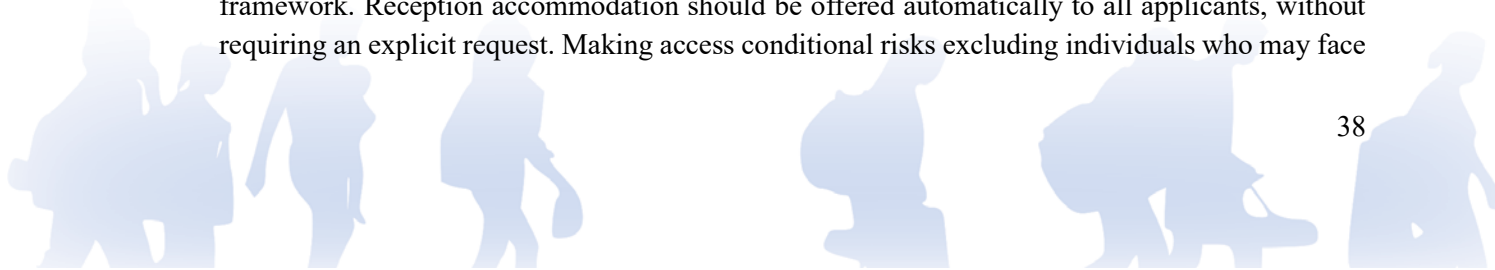 framework. Reception accommodation should be offered automatically to all applicants, without
requiring an explicit request. Making access conditional risks excluding individuals who may face
38